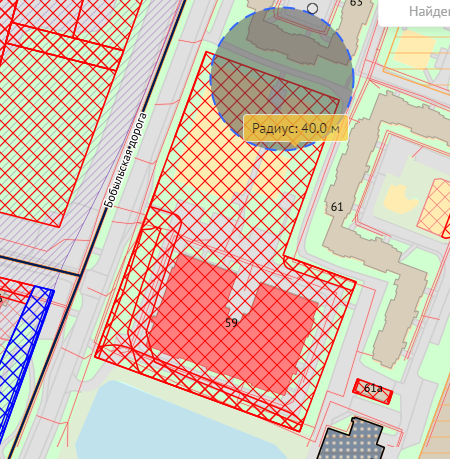 63
Найде
Радиус: 40.0 м
Бобыльская дорога
61
59
61а